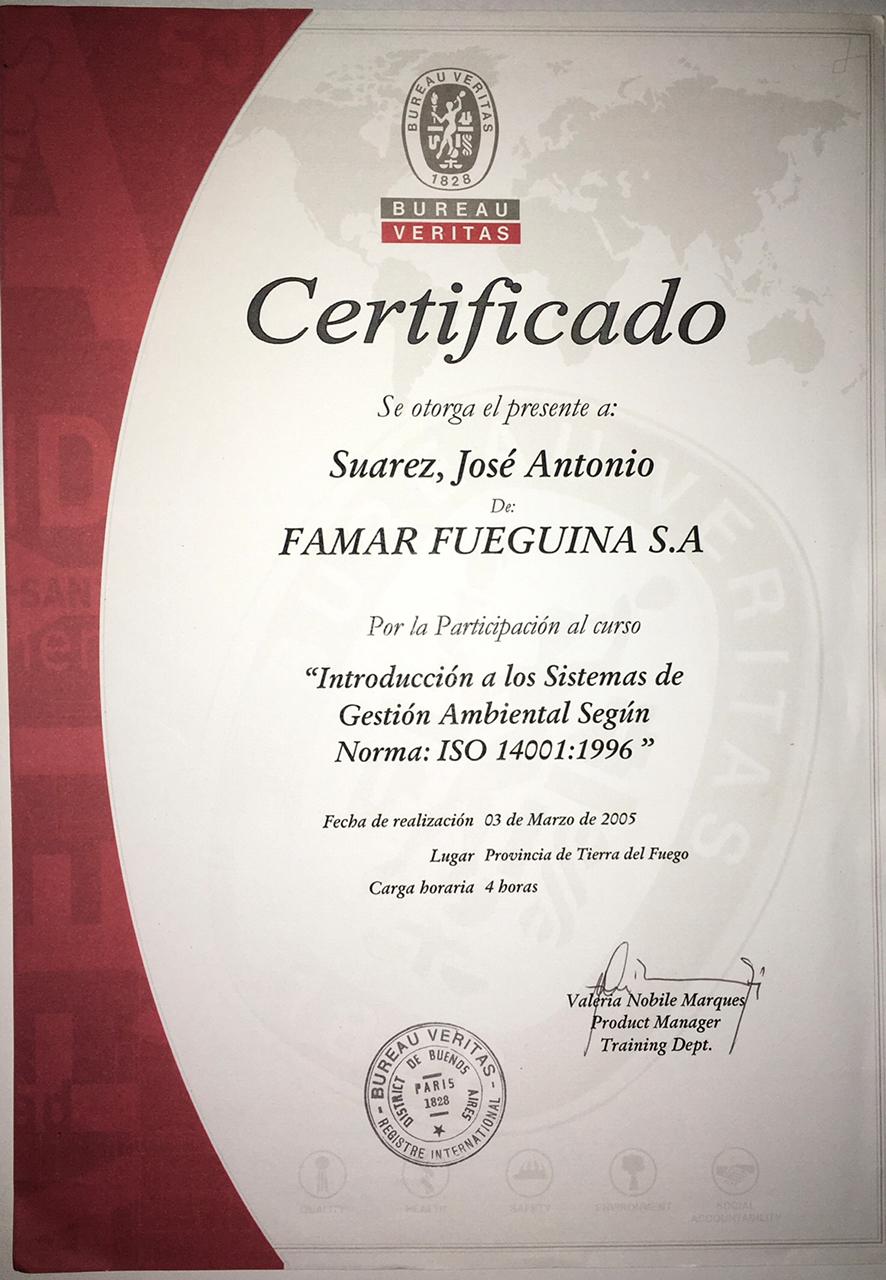 BUREAU VERITAS
1828
BUREAU
VERITAS
Certificado
Se otorga el presente a:
Suarez, José Antonio
De:
FAMAR FUEGUINA S.A
Por la Participación al curso
“Introducción a los Sistemas de
Gestión Ambiental Según
Norma: ISO 14001:1996 ”
Fecha de realización 03 de Marzo de 2005
Lugar Provincia de Tierra del Fuego
Carga horaria 4 horas
Valeria Nobile Marques
Product Manager
Training Dept.
BUREAU VERITAS
DISTRICT DE BUENOS AIRES
PARIS
1828
REGISTRE INTERNATIONAL
QUALITY HEALTH SAFETY ENVIRONMENT SOCIAL
ACCOUNTABILITY